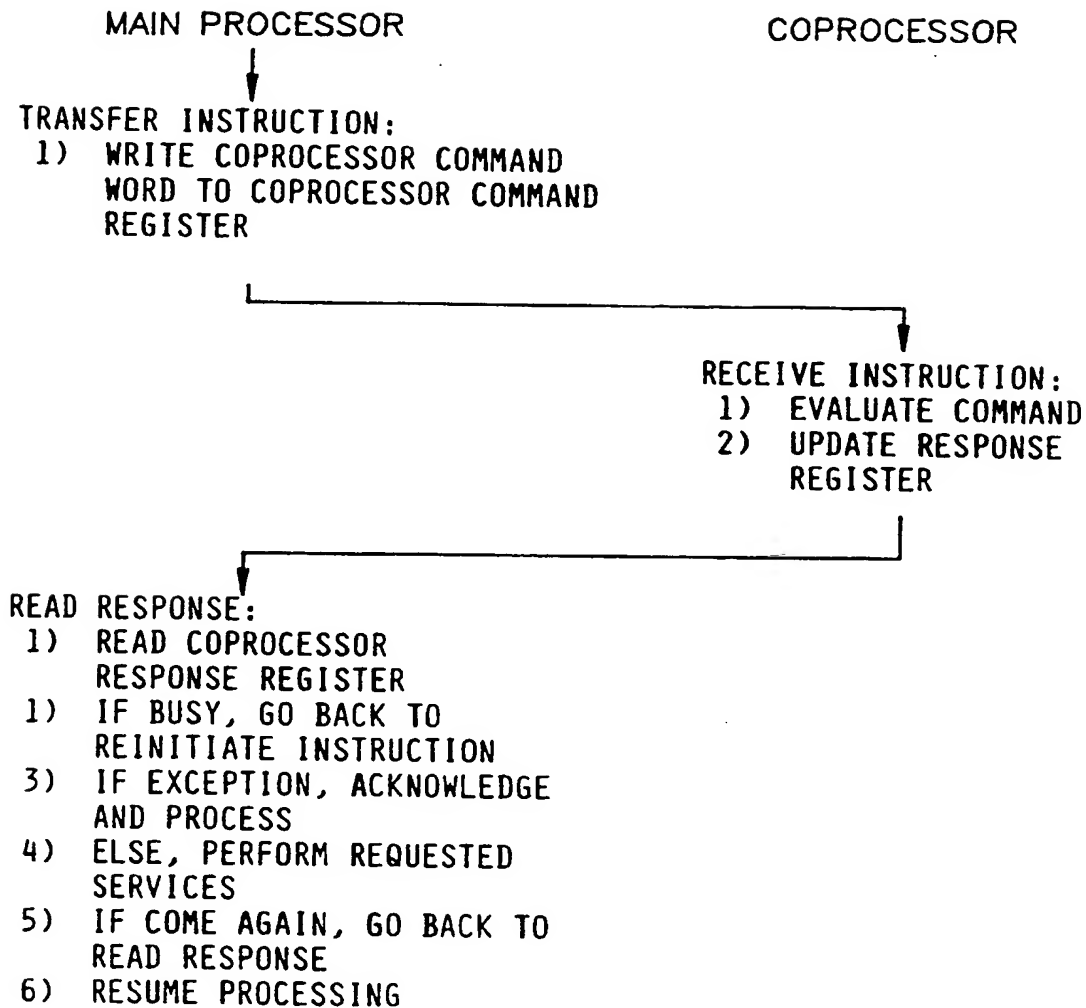 MAIN PROCESSOR
COPROCESSOR
TRANSFER INSTRUCTION:
1) WRITE COPROCESSOR COMMAND
WORD TO COPROCESSOR COMMAND
REGISTER
RECEIVE INSTRUCTION:
1) EVALUATE COMMAND
2) UPDATE RESPONSE
REGISTER
READ RESPONSE:
1) READ COPROCESSOR
RESPONSE REGISTER
1) IF BUSY, GO BACK TO
REINITIATE INSTRUCTION
3) IF EXCEPTION, ACKNOWLEDGE
AND PROCESS
4) ELSE, PERFORM REQUESTED
SERVICES
5) IF COME AGAIN, GO BACK TO
READ RESPONSE
6) RESUME PROCESSING